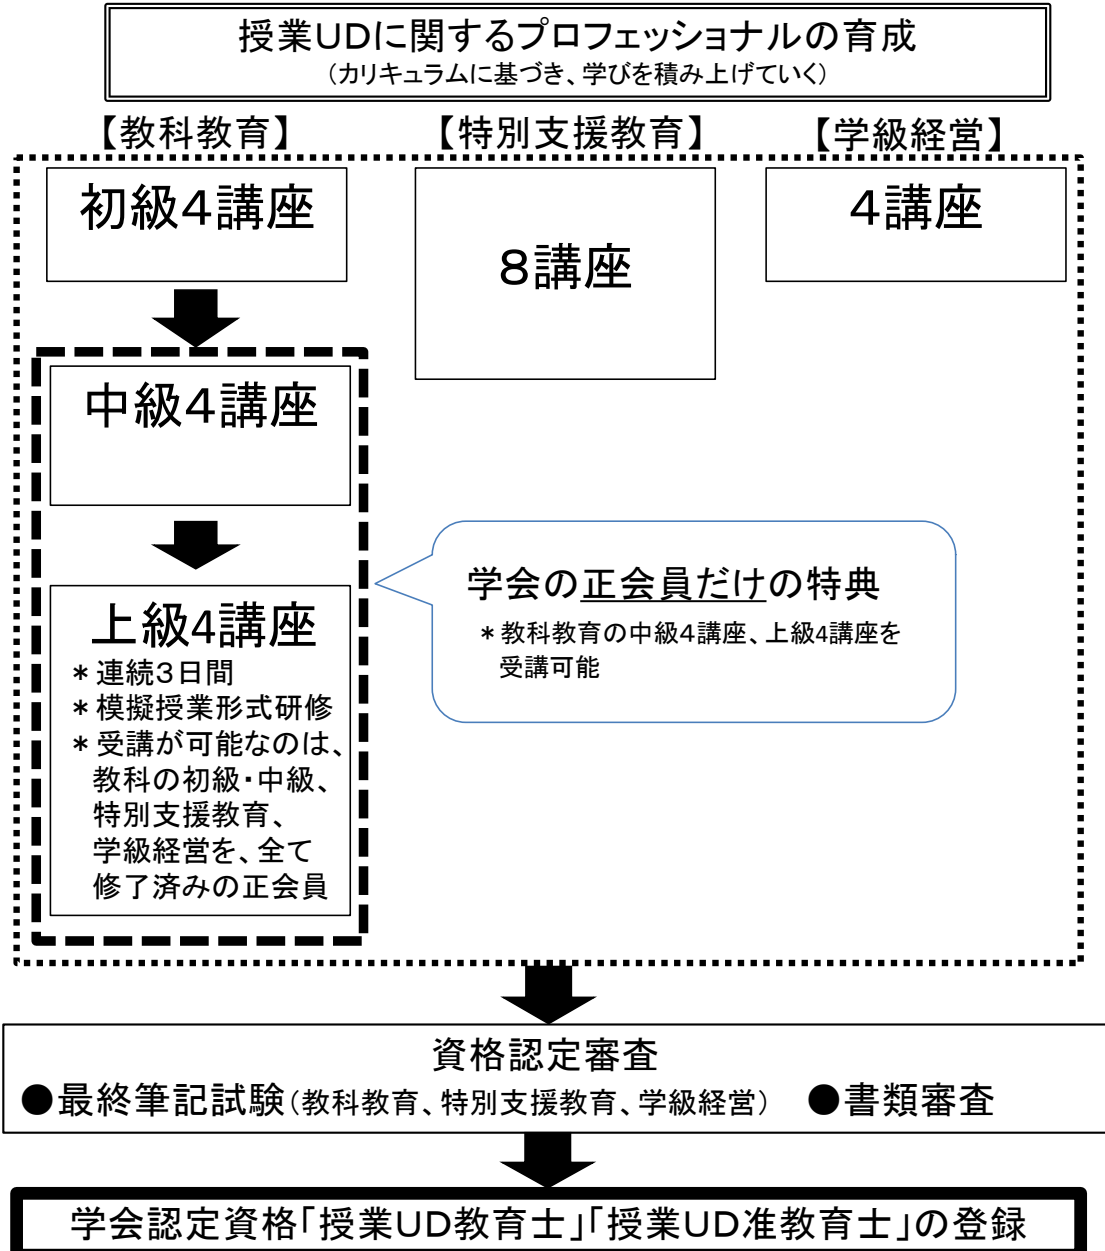 授業UDに関するプロフェッショナルの育成
(カリキュラムに基づき、学びを積み上げていく)
【教科教育】
【特別支援教育】
【学級経営】
初級4講座
8講座
4講座
中級4講座
上級4講座
＊連続3日間
＊模擬授業形式研修
＊受講が可能なのは、
教科の初級・中級、
特別支援教育、
学級経営を、全て
修了済みの正会員
学会の正会員だけの特典
＊教科教育の中級4講座、上級4講座を
受講可能
資格認定審査
●最終筆記試験(教科教育、特別支援教育、学級経営) ●書類審査
学会認定資格「授業UD教育士」「授業UD准教育士」の登録